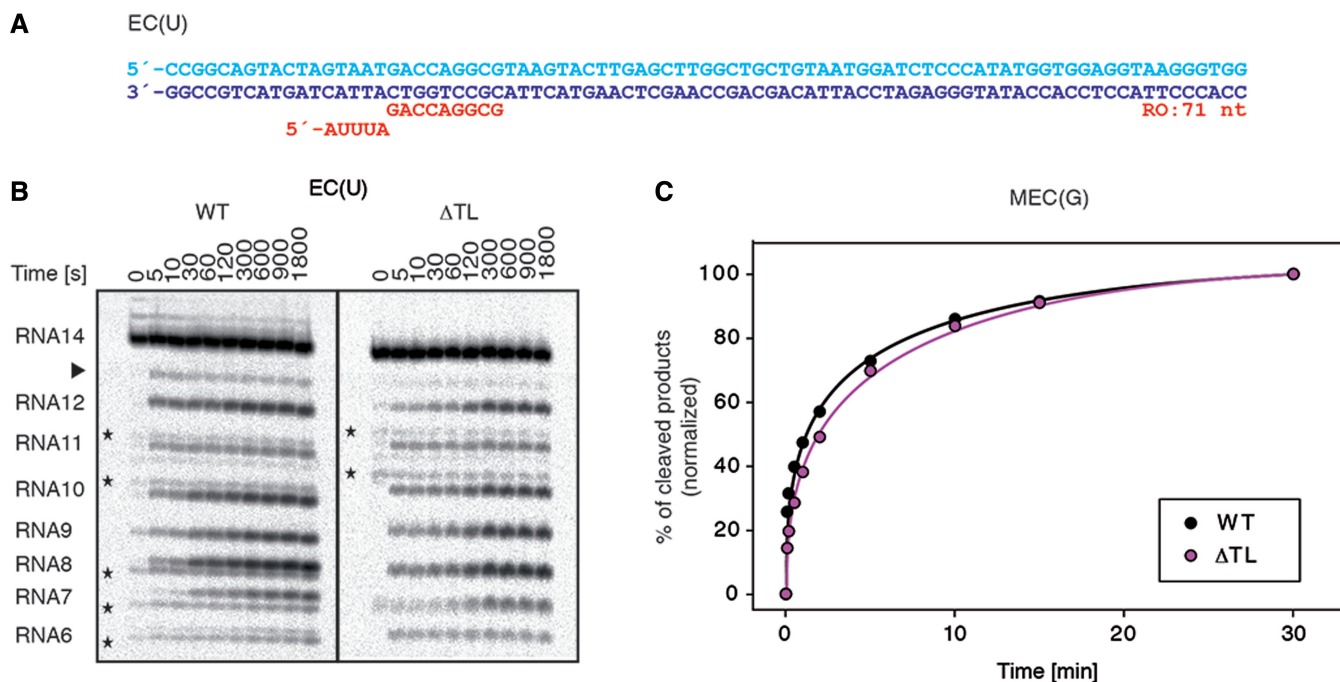 A
EC(U)
5´-CCGGCAGTACTAGTAATGACCAGGCGTAAGTACTTGAGCTTGGCTGCTGTAATGGATCTCCCATATGGTGGAGGTAAGGGTGG
3´-GGCCGTCATGATCATTACTGGTCCGCATTCATGAACTCGAACCGACGACATTACCTAGAGGGTATACCACCTCCATTCCCACC
GACCAGGCG RO:71 nt
5´-AUUUA
B
EC(U)
WT ΔTL
Time [s] 0 5 10 30 60 120 300 600 900 1800 0 5 10 30 60 120 300 600 900 1800
RNA14
RNA12
RNA11
RNA10
RNA9
RNA8
RNA7
RNA6
C
MEC(G)
% of cleaved products
(normalized)
100
80
60
40
20
0
WT
ΔTL
0 10 20 30
Time [min]